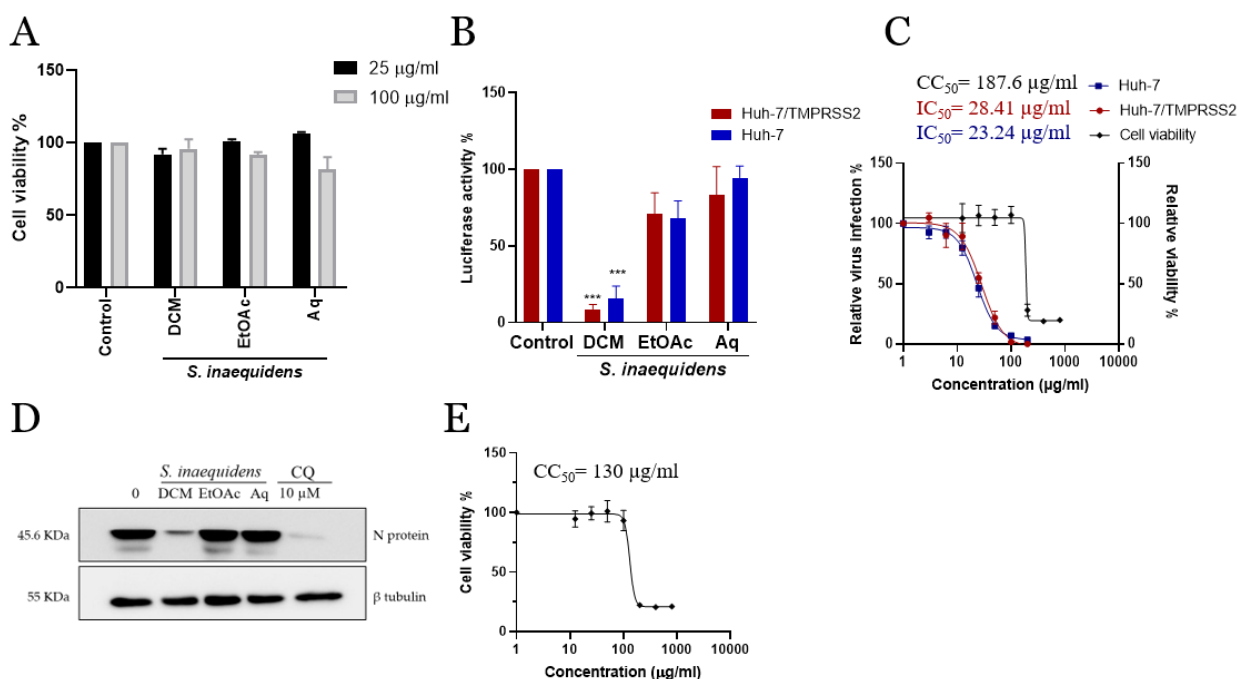 A
150
100
50
0
Cell viability %
25 µg/ml
100 µg/ml
Control
DCM
EtOAc
Aq
S. inaequidens
B
150
100
50
0
Luciferase activity %
Huh-7/TMPRSS2
Huh-7
***
***
Control DCM EtOAc Aq
S. inaequidens
C
CC50= 187.6 µg/ml
IC50= 28.41 µg/ml
IC50= 23.24 µg/ml
Huh-7
Huh-7/TMPRSS2
Cell viability
150
100
50
0
Relative virus infection %
150
100
50
0
Relative viability %
1 10 100 1000 10000
Concentration (µg/ml)
D
S. inaequidens CQ
0 DCM EtOAc Aq 10 µM
45.6 KDa N protein
55 KDa β tubulin
E
CC50= 130 µg/ml
150
100
50
0
Cell viability %
1 10 100 1000 10000
Concentration (µg/ml)